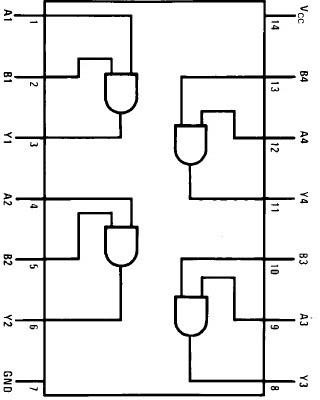 A1 1
B1 2
Y1 3
A2 4
B2 5
Y2 6
GND 7
VCC 14
B4 13
A4 12
Y4 11
B3 10
A3 9
Y3 8